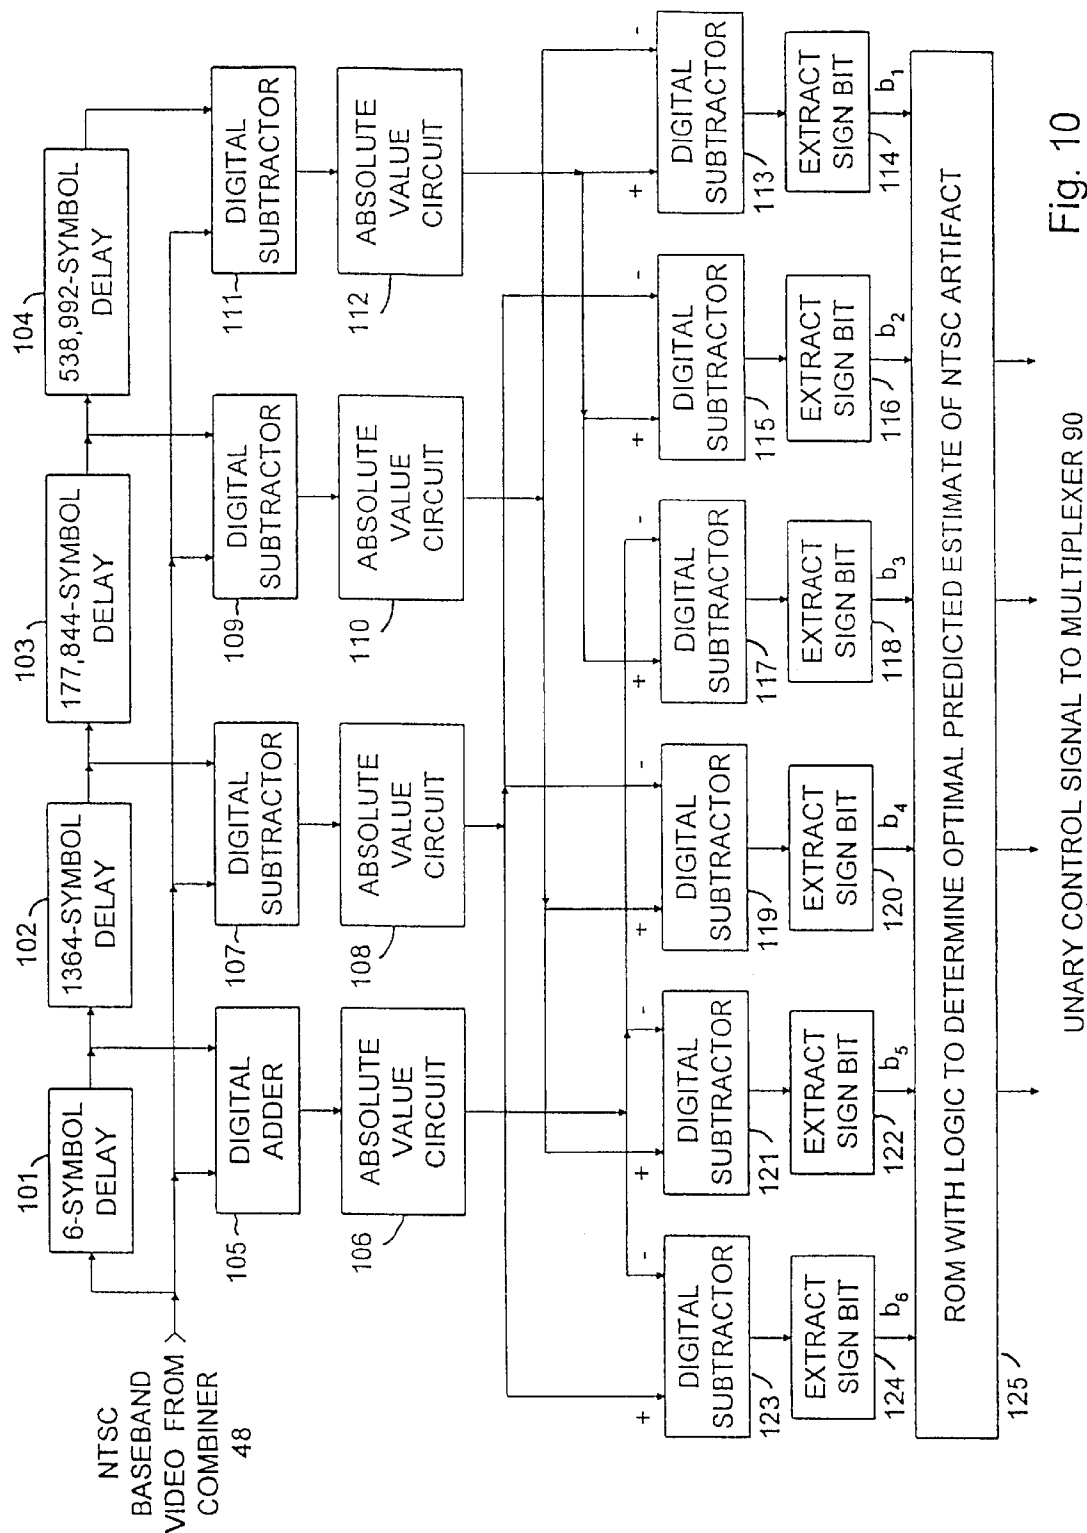 NTSC
BASEBAND
VIDEO FROM
COMBINER
48
101
6-SYMBOL
DELAY
102
1364-SYMBOL
DELAY
103
177,844-SYMBOL
DELAY
104
538,992-SYMBOL
DELAY
105
DIGITAL
ADDER
107
DIGITAL
SUBTRACTOR
109
DIGITAL
SUBTRACTOR
111
DIGITAL
SUBTRACTOR
106
ABSOLUTE
VALUE
CIRCUIT
108
ABSOLUTE
VALUE
CIRCUIT
110
ABSOLUTE
VALUE
CIRCUIT
112
ABSOLUTE
VALUE
CIRCUIT
+ -
+ -
+ -
+ -
+ -
+ -
DIGITAL
SUBTRACTOR
123
DIGITAL
SUBTRACTOR
121
DIGITAL
SUBTRACTOR
119
DIGITAL
SUBTRACTOR
117
DIGITAL
SUBTRACTOR
115
DIGITAL
SUBTRACTOR
113
EXTRACT
SIGN BIT
124
b6
EXTRACT
SIGN BIT
122
b5
EXTRACT
SIGN BIT
120
b4
EXTRACT
SIGN BIT
118
b3
EXTRACT
SIGN BIT
116
b2
EXTRACT
SIGN BIT
114
b1
ROM WITH LOGIC TO DETERMINE OPTIMAL PREDICTED ESTIMATE OF NTSC ARTIFACT
125
UNARY CONTROL SIGNAL TO MULTIPLEXER 90
Fig. 10